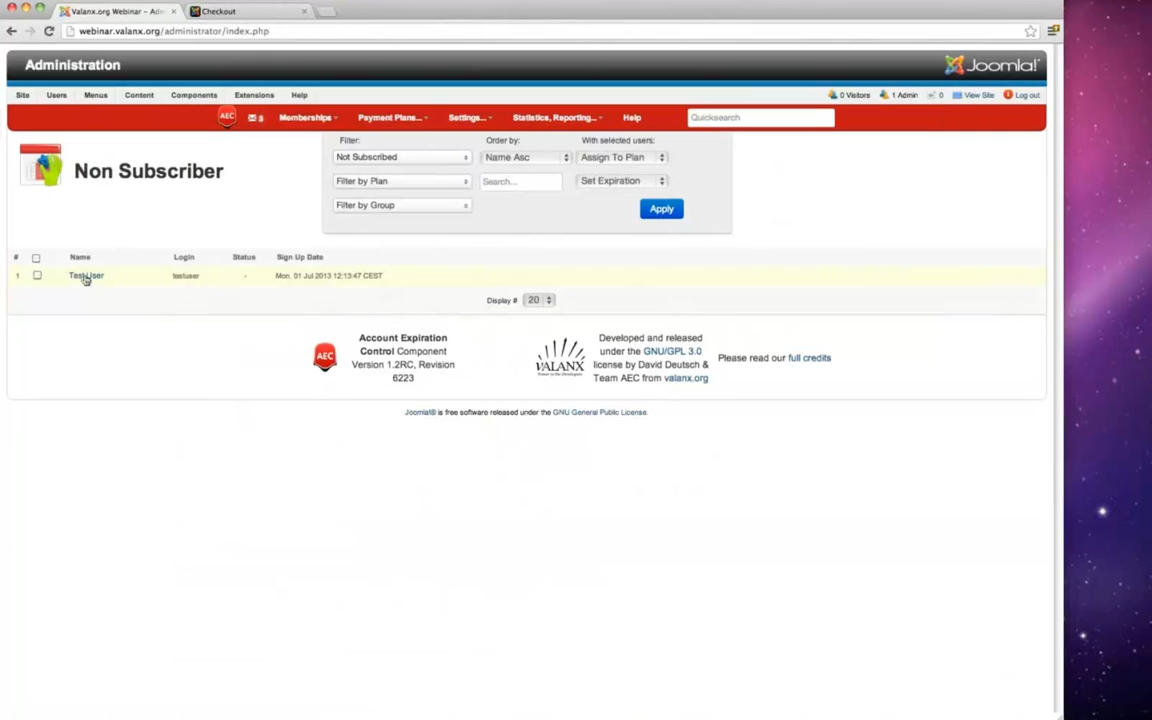 Valanx.org Webinar – Adm
Checkout
webinar.valanx.org/administrator/index.php
Administration
Joomla!
Site Users Menus Content Components Extensions Help
0 Visitors 1 Admin 0 View Site Log out
AEC 5 Memberships Payment Plans... Settings... Statistics, Reporting... Help Quicksearch
Filter: Order by: With selected users:
Non Subscriber
Not Subscribed Name Asc Assign To Plan
Filter by Plan Search... Set Expiration
Filter by Group Apply
# Name Login Status Sign Up Date
1 TestUser testuser - Mon, 01 Jul 2013 12:13:47 CEST
Display # 20
AEC
Account Expiration
Control Component
Version 1.2RC, Revision
6223
VALANX
Developed and released
under the GNU/GPL 3.0
license by David Deutsch &
Team AEC from valanx.org
Please read our full credits
Joomla!® is free software released under the GNU General Public License.